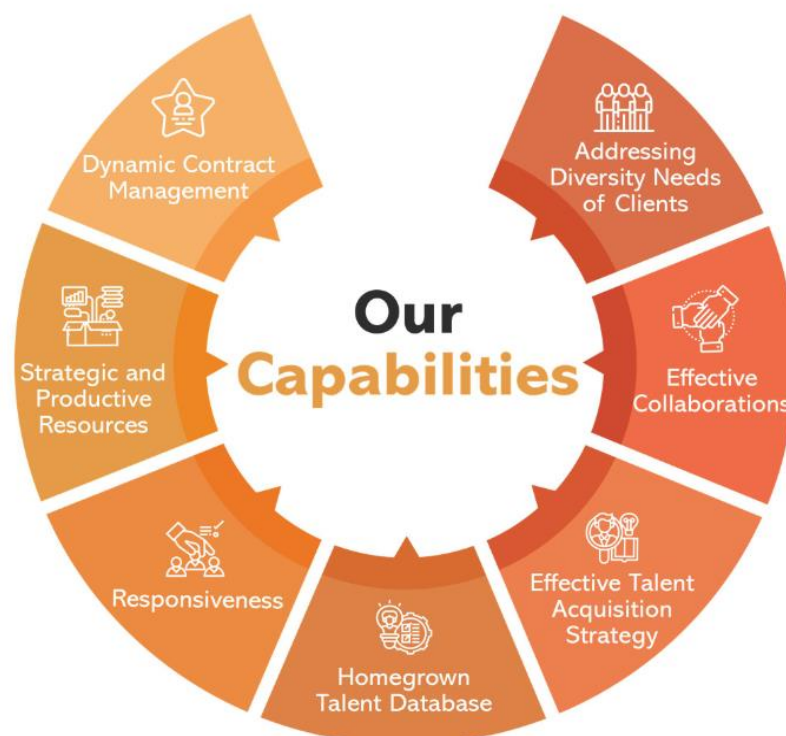 Our
Capabilities
Dynamic Contract
Management
Strategic and
Productive
Resources
Responsiveness
Homegrown
Talent Database
Effective Talent
Acquisition
Strategy
Effective
Collaborations
Addressing
Diversity Needs
of Clients